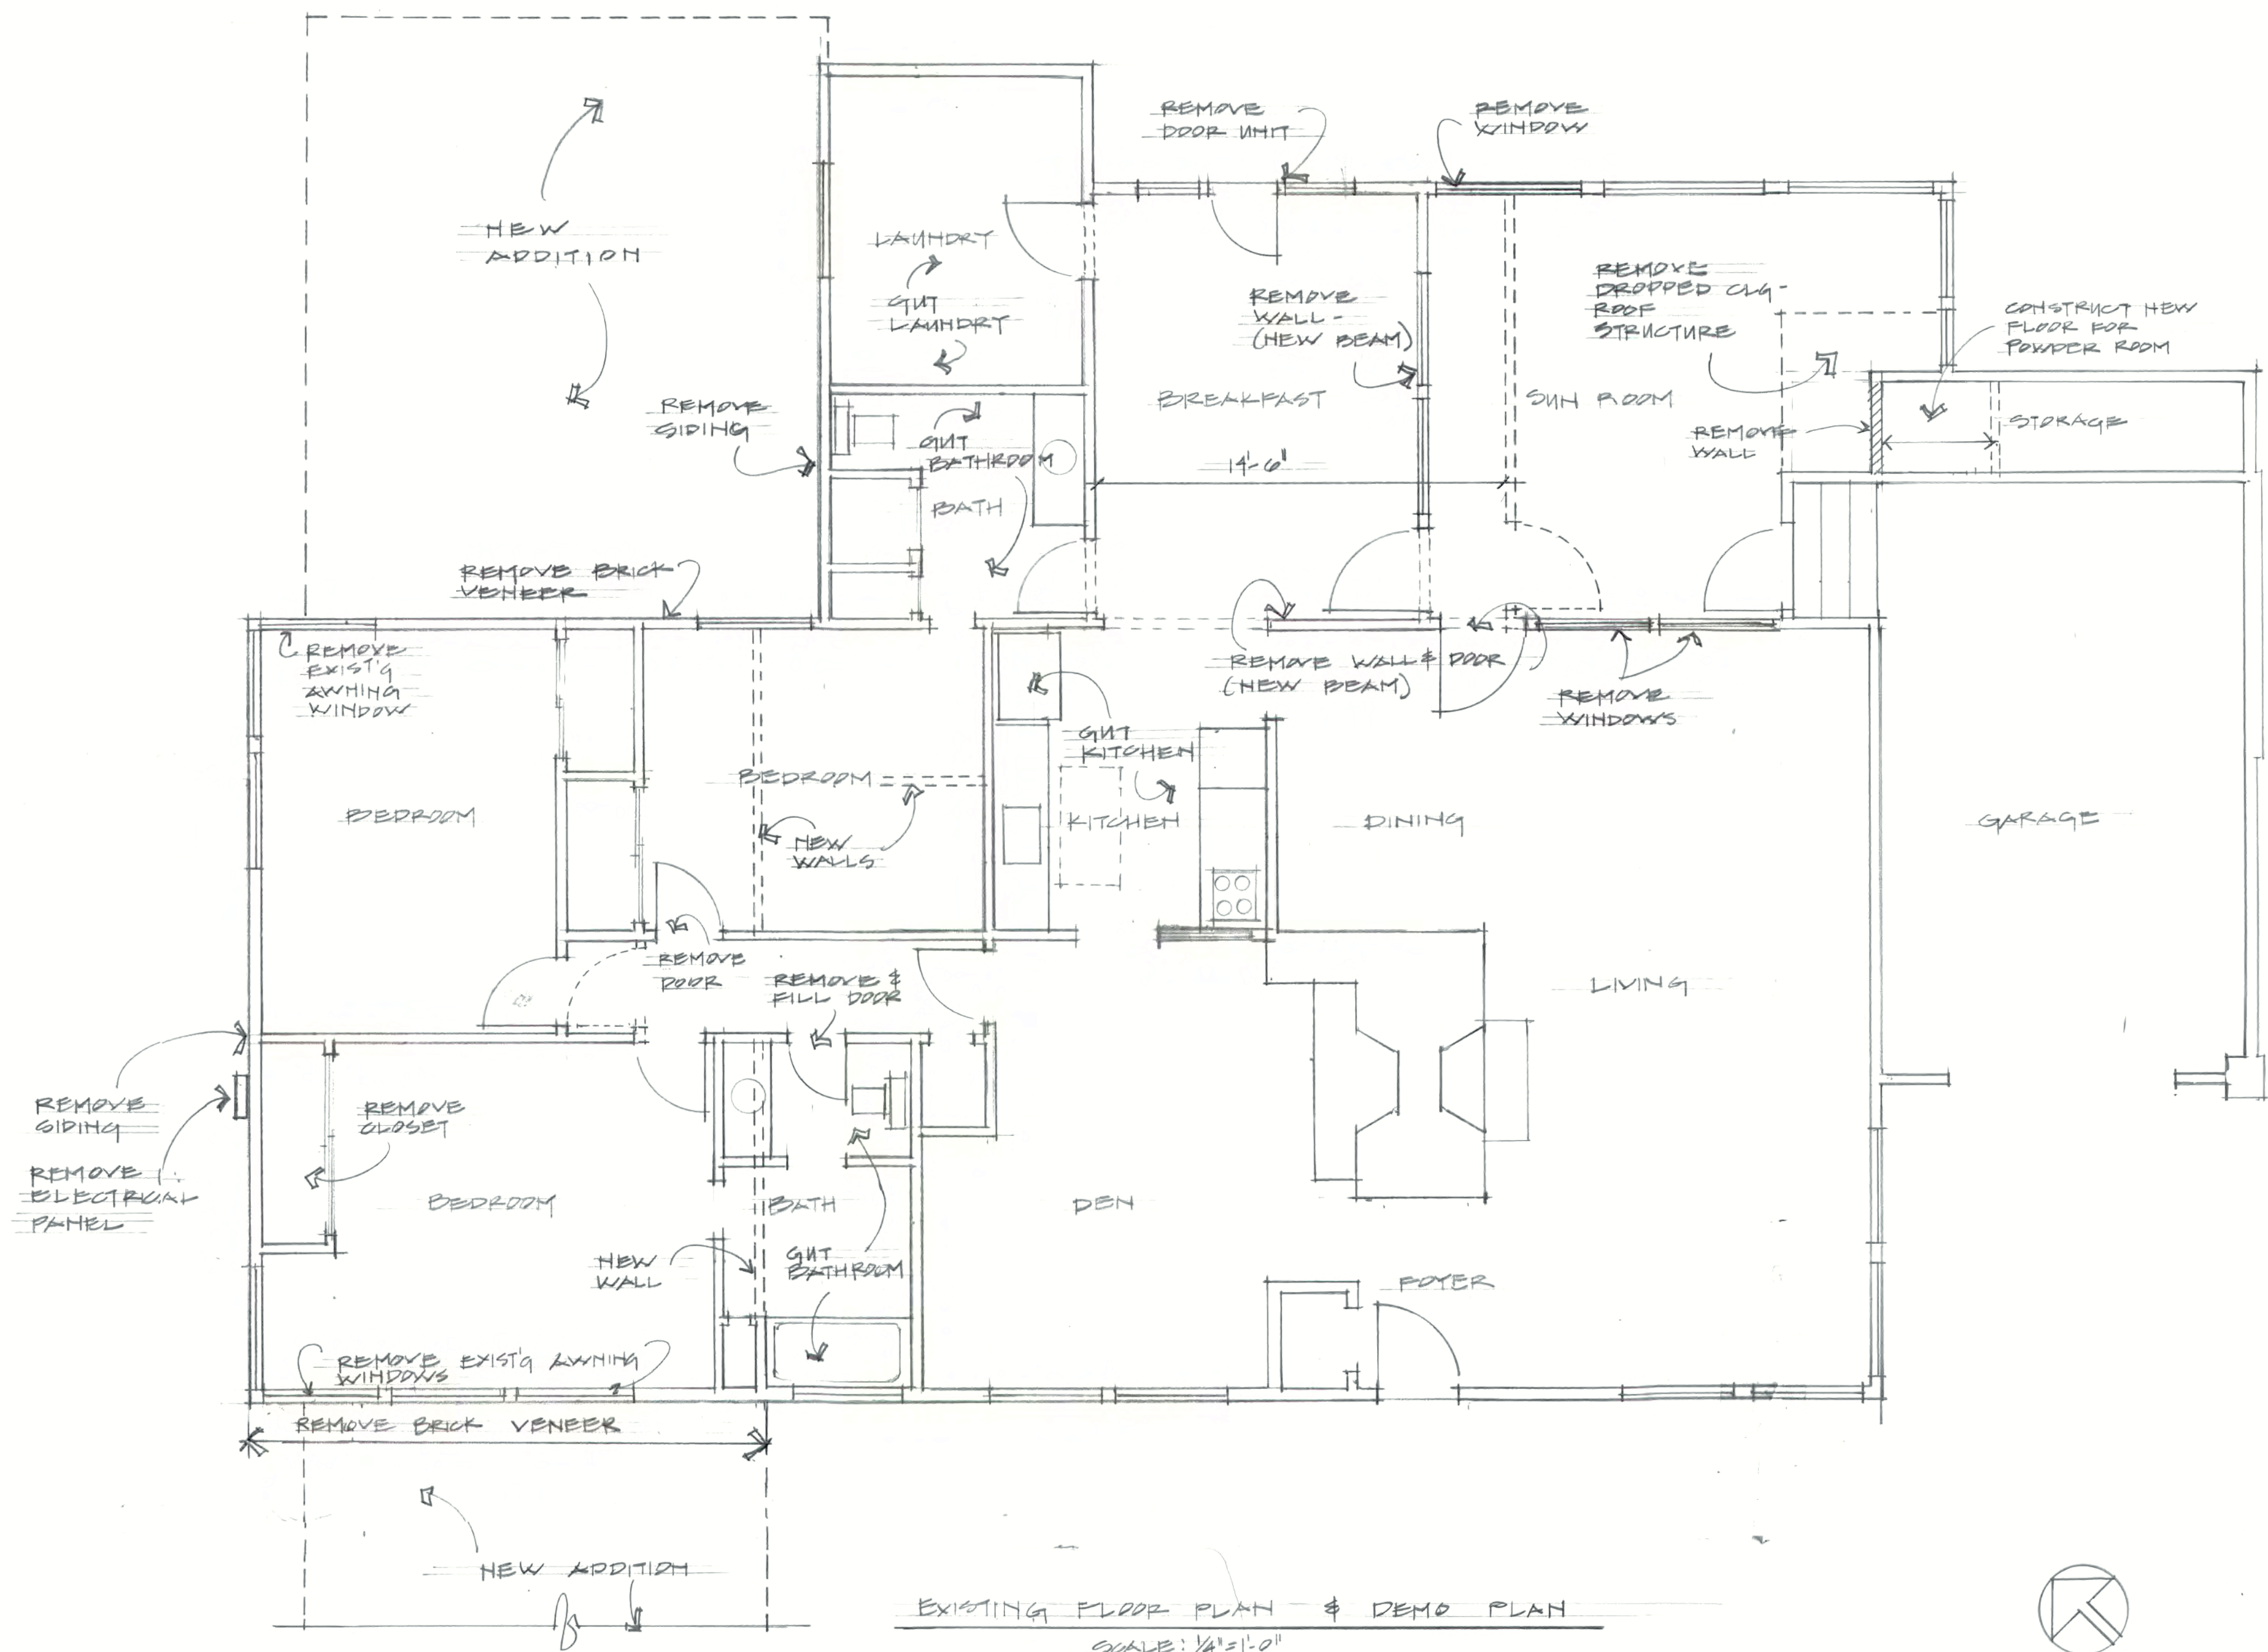 REMOVE
DOOR UNIT
REMOVE
WINDOW
NEW
ADDITION
LAUNDRY
GUT
LAUNDRY
REMOVE
WALL -
(NEW BEAM)
REMOVE
DROPPED CLG -
ROOF
STRUCTURE
CONSTRUCT NEW
FLOOR FOR
POWDER ROOM
REMOVE
SIDING
GUT
BATHROOM
BATH
BREAKFAST
14'-6"
SUN ROOM
REMOVE
WALL
STORAGE
REMOVE BRICK
VENEER
REMOVE
EXIST'G
AWNING
WINDOW
REMOVE WALL & DOOR
(NEW BEAM)
REMOVE
WINDOWS
GUT
KITCHEN
BEDROOM
BEDROOM
NEW
WALLS
KITCHEN
DINING
GARAGE
REMOVE
DOOR
REMOVE &
FILL DOOR
LIVING
REMOVE
SIDING
REMOVE
CLOSET
REMOVE
ELECTRICAL
PANEL
BEDROOM
BATH
DEN
NEW
WALL
GUT
BATHROOM
FOYER
REMOVE EXIST'G AWNING
WINDOWS
REMOVE BRICK VENEER
NEW ADDITION
EXISTING FLOOR PLAN & DEMO PLAN
SCALE: 1/4"=1'-0"